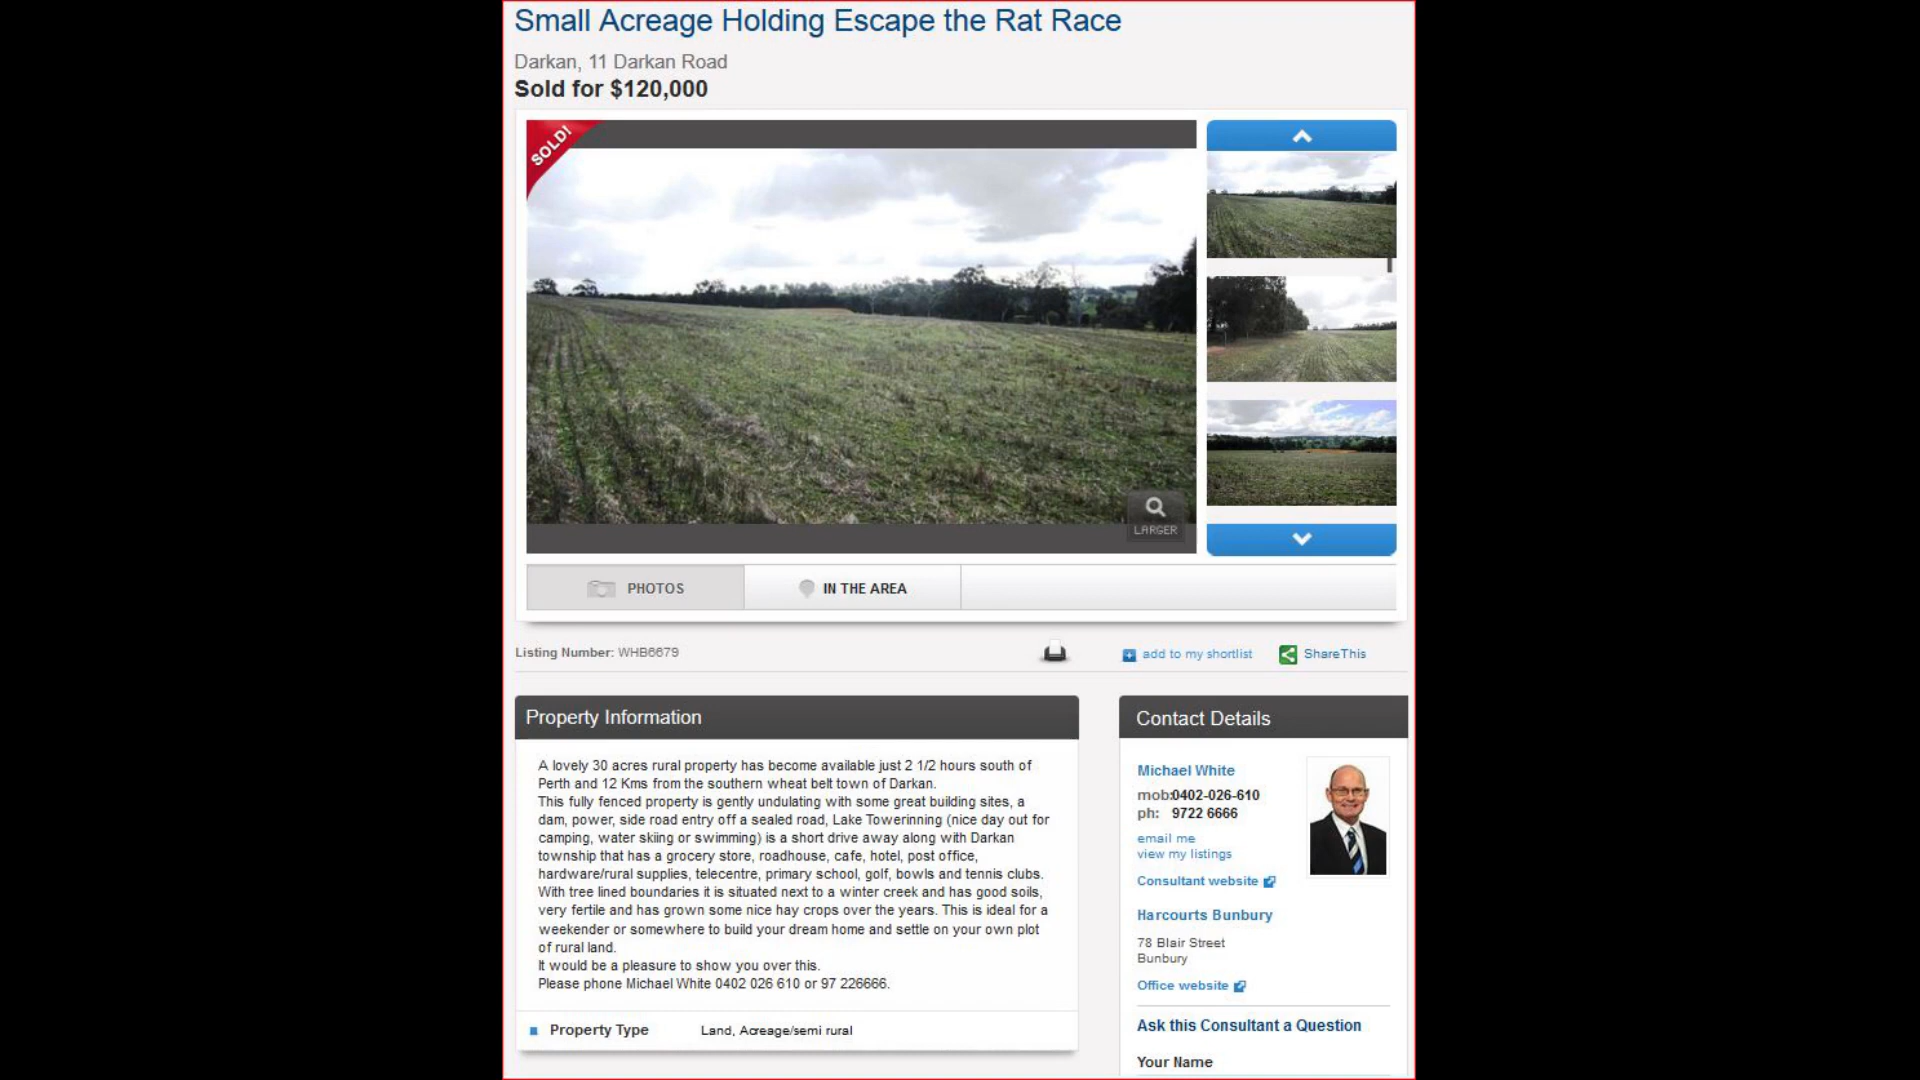 Small Acreage Holding Escape the Rat Race
Darkan, 11 Darkan Road
Sold for $120,000
SOLD!
LARGER
PHOTOS
IN THE AREA
Listing Number: WHB6679
add to my shortlist
ShareThis
Property Information
A lovely 30 acres rural property has become available just 2 1/2 hours south of
Perth and 12 Kms from the southern wheat belt town of Darkan.
This fully fenced property is gently undulating with some great building sites, a
dam, power, side road entry off a sealed road, Lake Towerinning (nice day out for
camping, water skiing or swimming) is a short drive away along with Darkan
township that has a grocery store, roadhouse, cafe, hotel, post office,
hardware/rural supplies, telecentre, primary school, golf, bowls and tennis clubs.
With tree lined boundaries it is situated next to a winter creek and has good soils,
very fertile and has grown some nice hay crops over the years. This is ideal for a
weekender or somewhere to build your dream home and settle on your own plot
of rural land.
It would be a pleasure to show you over this.
Please phone Michael White 0402 026 610 or 97 226666.
Property Type Land, Acreage/semi rural
Contact Details
Michael White
mob:0402-026-610
ph: 9722 6666
email me
view my listings
Consultant website
Harcourts Bunbury
78 Blair Street
Bunbury
Office website
Ask this Consultant a Question
Your Name